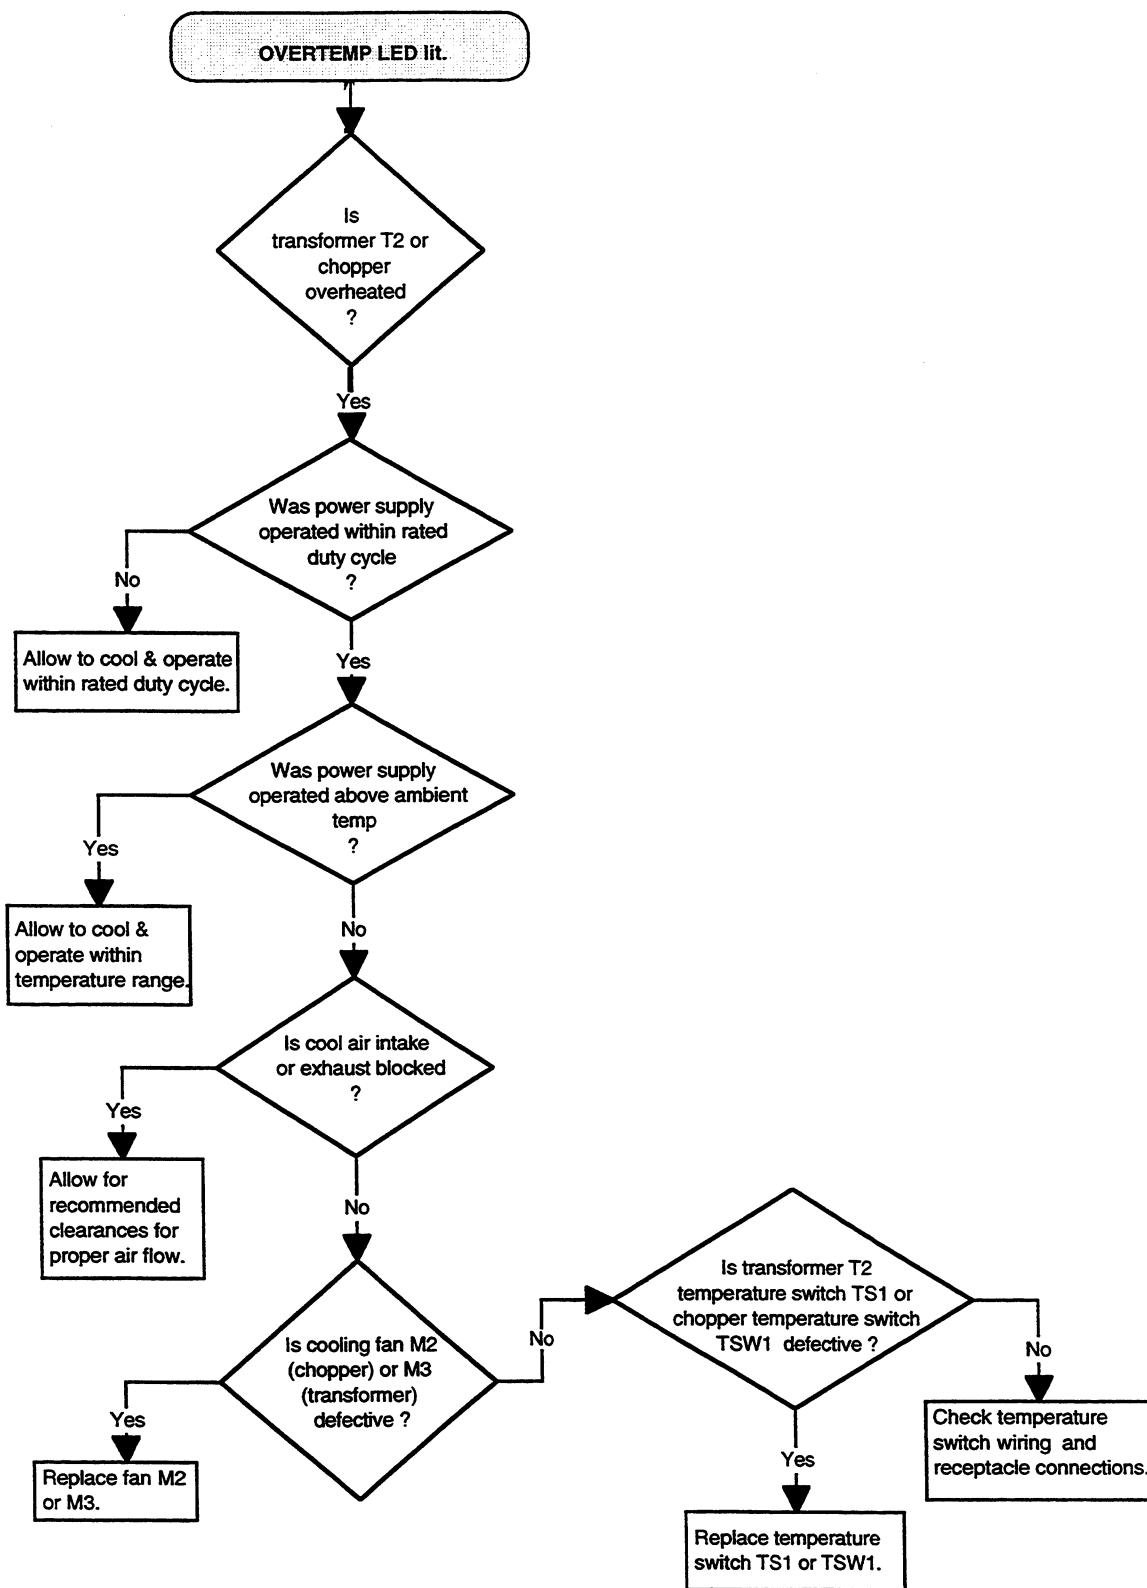 OVERTEMP LED lit.
Is
transformer T2 or
chopper
overheated
?
Yes
Was power supply
operated within rated
duty cycle
?
No
Allow to cool & operate
within rated duty cycle.
Yes
Was power supply
operated above ambient
temp
?
Yes
Allow to cool &
operate within
temperature range.
No
Is cool air intake
or exhaust blocked
?
Yes
Allow for
recommended
clearances for
proper air flow.
No
Is cooling fan M2
(chopper) or M3
(transformer)
defective ?
Yes
Replace fan M2
or M3.
No
Is transformer T2
temperature switch TS1 or
chopper temperature switch
TSW1 defective ?
No
Check temperature
switch wiring and
receptacle connections.
Yes
Replace temperature
switch TS1 or TSW1.